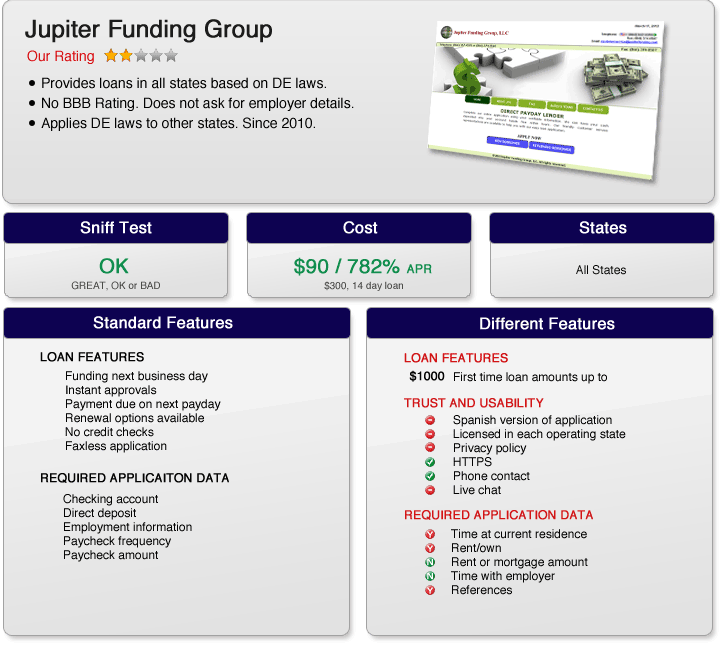 Jupiter Funding Group
Our Rating
Provides loans in all states based on DE laws.
No BBB Rating. Does not ask for employer details.
Applies DE laws to other states. Since 2010.
Jupiter Funding Group, LLC
DIRECT PAYDAY LENDER
APPLY NOW
Sniff Test
OK
GREAT, OK or BAD
Cost
$90 / 782% APR
$300, 14 day loan
States
All States
Standard Features
LOAN FEATURES
Funding next business day
Instant approvals
Payment due on next payday
Renewal options available
No credit checks
Faxless application
REQUIRED APPLICAITON DATA
Checking account
Direct deposit
Employment information
Paycheck frequency
Paycheck amount
Different Features
LOAN FEATURES
$1000 First time loan amounts up to
TRUST AND USABILITY
Spanish version of application
Licensed in each operating state
Privacy policy
HTTPS
Phone contact
Live chat
REQUIRED APPLICATION DATA
Y Time at current residence
Y Rent/own
N Rent or mortgage amount
N Time with employer
Y References